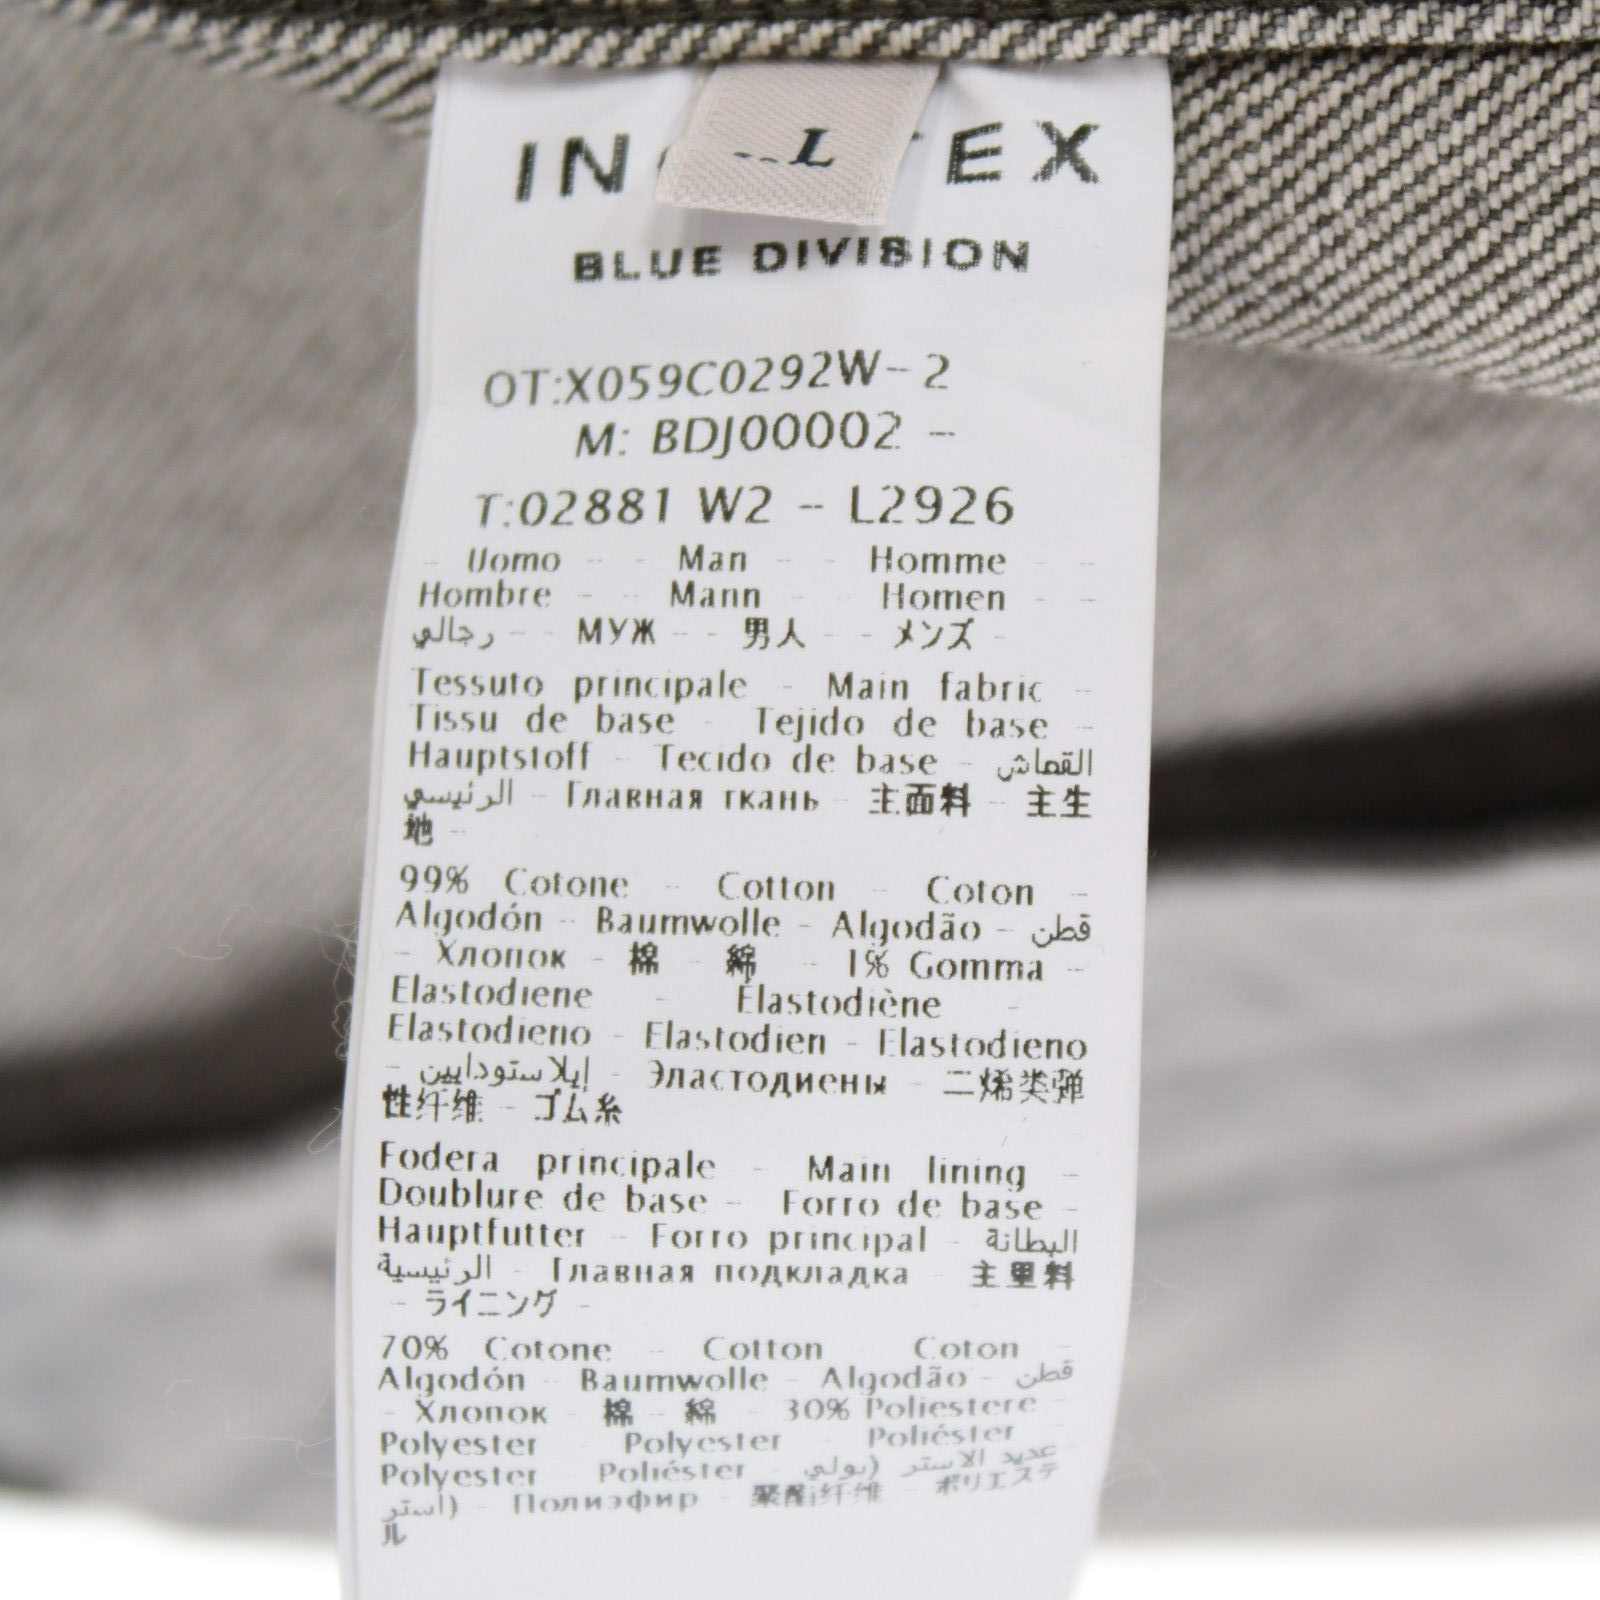 L
BLUE DIVISION
OT:X059C0292W-2
M: BDJ00002 -
T:02881 W2 - L2926
- Uomo - - Man - - Homme - -
Hombre - - Mann - - Homen - -
رجالي - - МУЖ - - 男人 - - メンズ -
Tessuto principale - Main fabric -
Tissu de base - Tejido de base -
Hauptstoff - Tecido de base - القماش
الرئيسي - Главная ткань - 主面料 - 主生
地 -
99% Cotone - Cotton - Coton -
Algodón - Baumwolle - Algodão - قطن
- Хлопок - 棉 - 綿 - 1% Gomma -
Elastodiene - Élastodiène -
Elastodieno - Elastodien - Elastodieno
- إيلاستودايين - Эластодиены - 二烯类弹
性纤维 - ゴム糸
Fodera principale - Main lining -
Doublure de base - Forro de base -
Hauptfutter - Forro principal - البطانة
الرئيسية - Главная подкладка - 主里料
- ライニング -
70% Cotone - Cotton - Coton -
Algodón - Baumwolle - Algodão - قطن
- Хлопок - 棉 - 綿 - 30% Poliestere -
Polyester - Polyester - Poliéster -
Polyester - Poliéster - عديد الاستر (بولي
استر) - Полиэфир - 聚酯纤维 - ポリエステ
ル